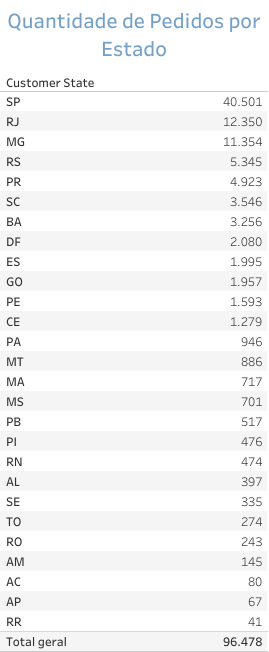 Quantidade de Pedidos por
Estado
Customer State
SP 40.501
RJ 12.350
MG 11.354
RS 5.345
PR 4.923
SC 3.546
BA 3.256
DF 2.080
ES 1.995
GO 1.957
PE 1.593
CE 1.279
PA 946
MT 886
MA 717
MS 701
PB 517
PI 476
RN 474
AL 397
SE 335
TO 274
RO 243
AM 145
AC 80
AP 67
RR 41
Total geral 96.478